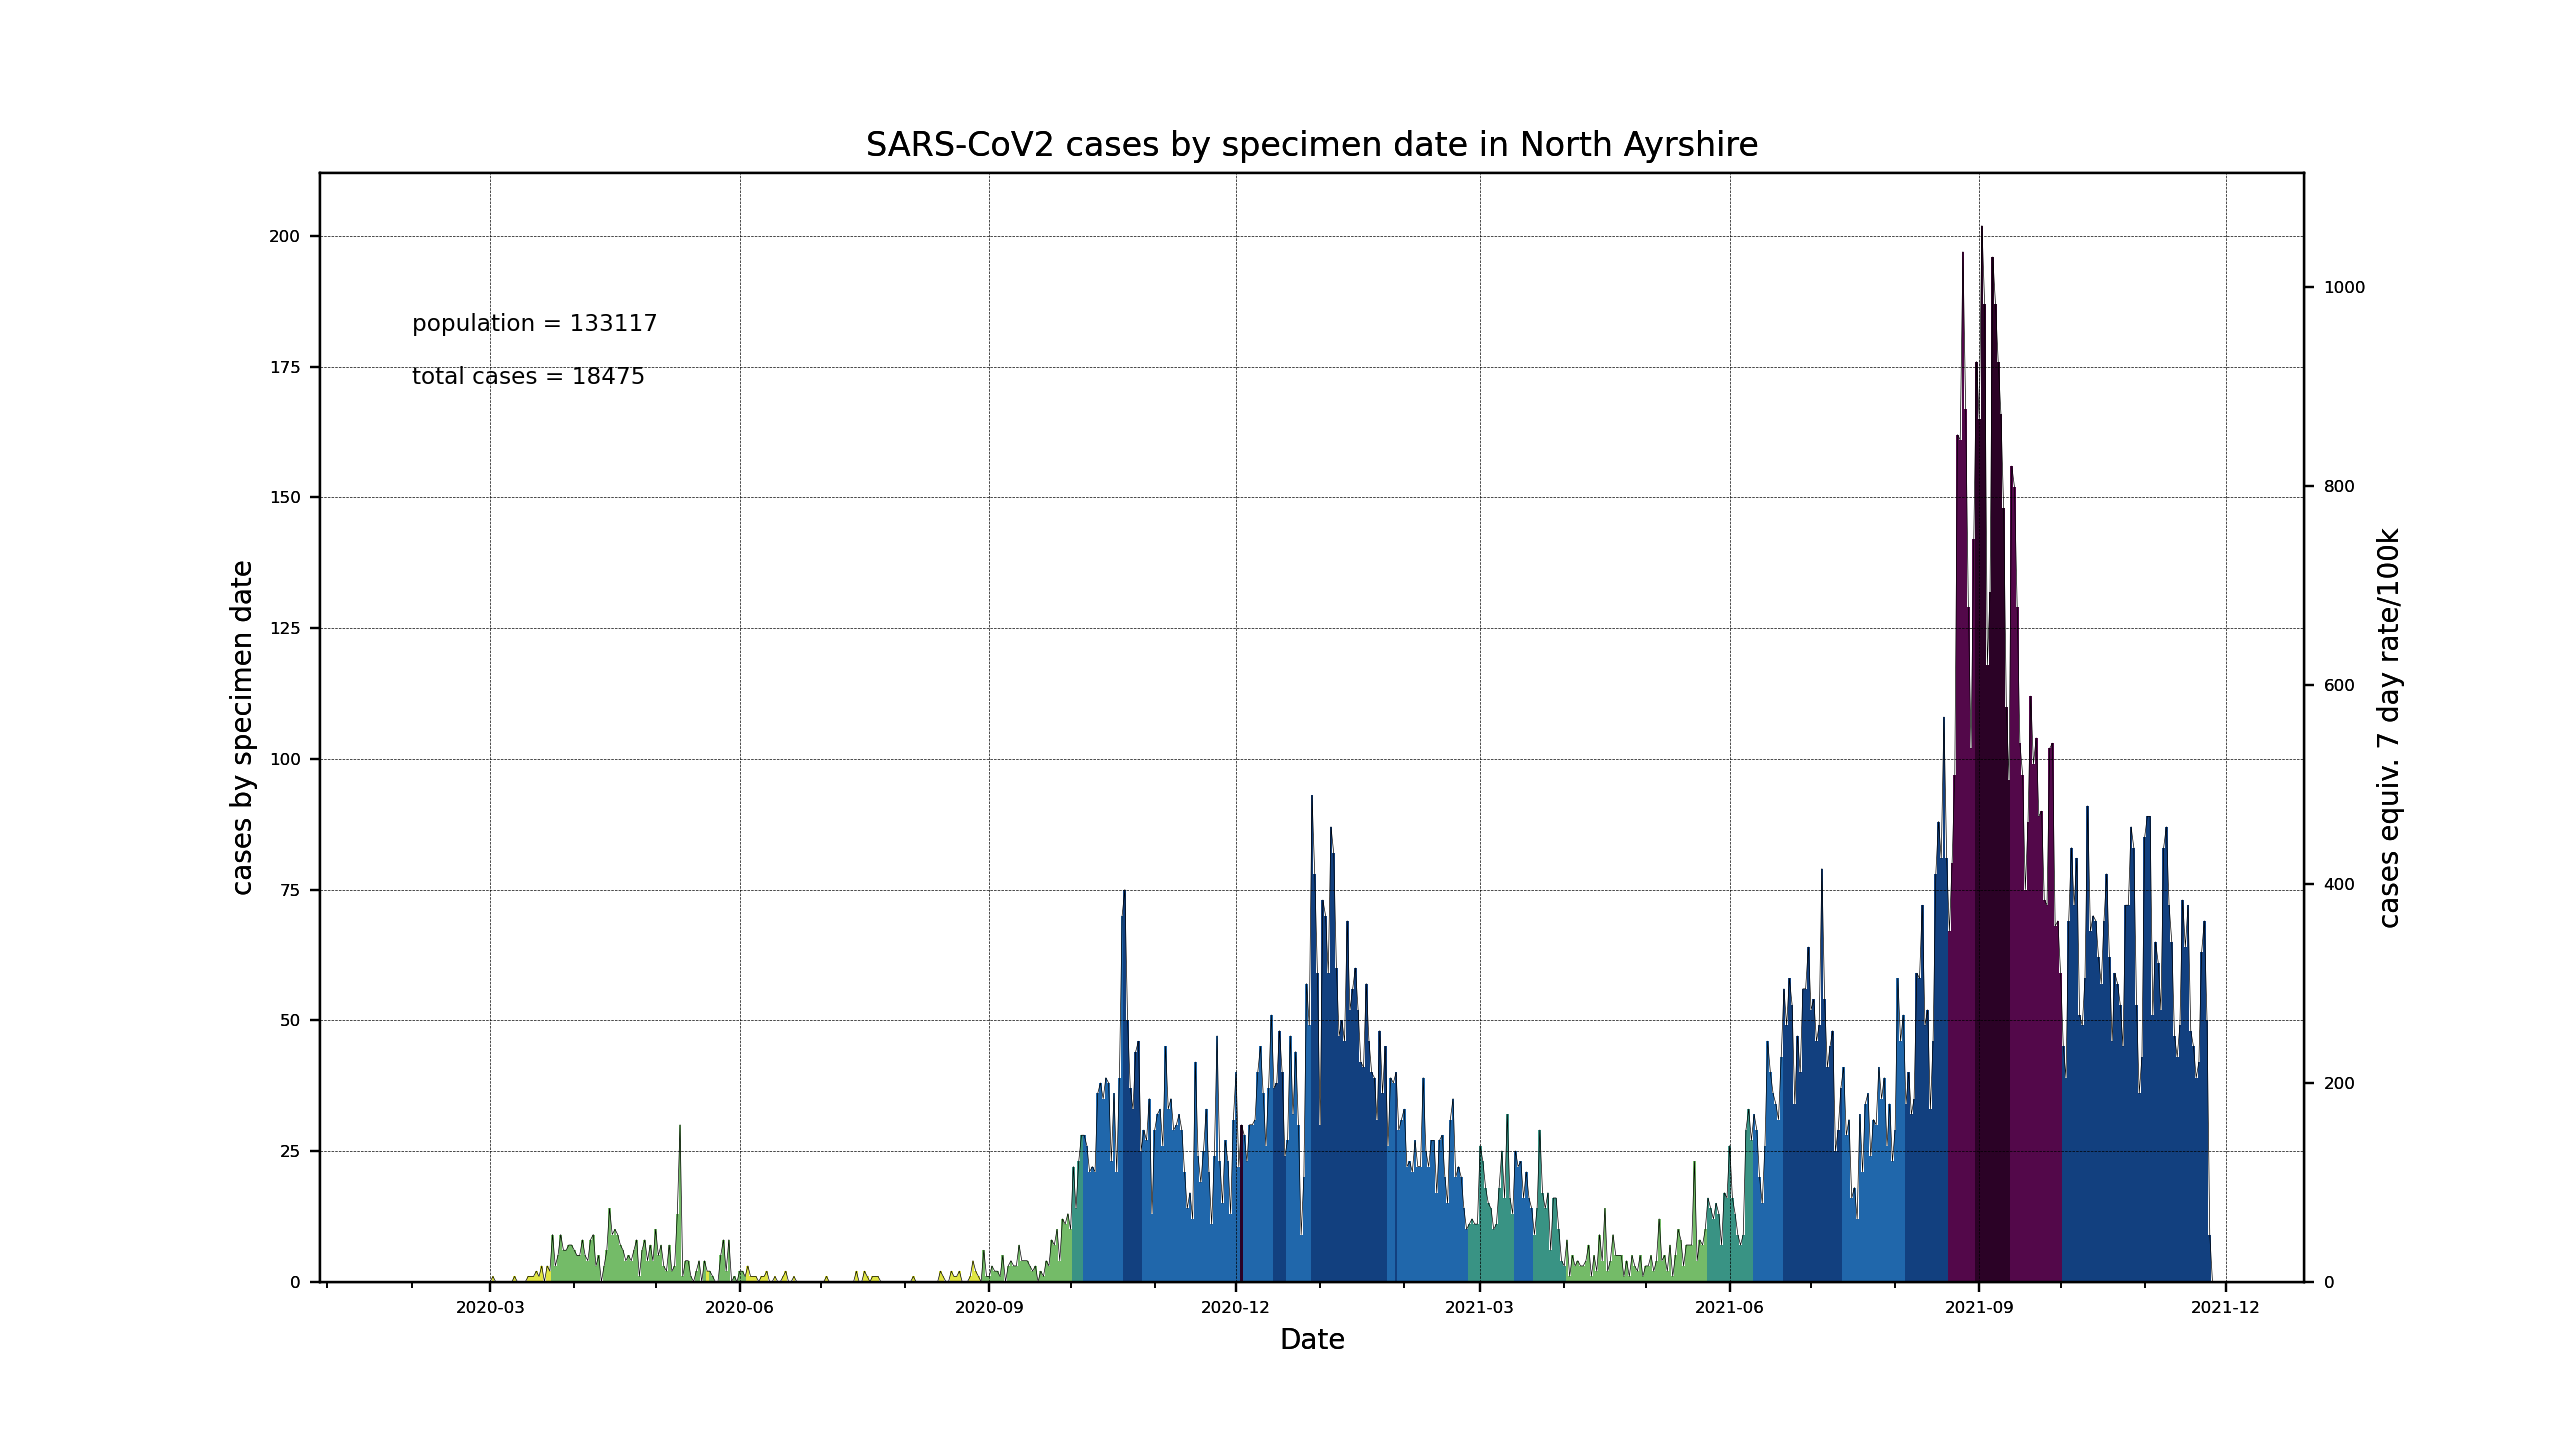 SARS-CoV2 cases by specimen date in North Ayrshire
population = 133117
total cases = 18475
cases by specimen date
200
175
150
125
100
75
50
25
0
1000
800
600
400
200
0
cases equiv. 7 day rate/100k
2020-03 2020-06 2020-09 2020-12 2021-03 2021-06 2021-09 2021-12
Date